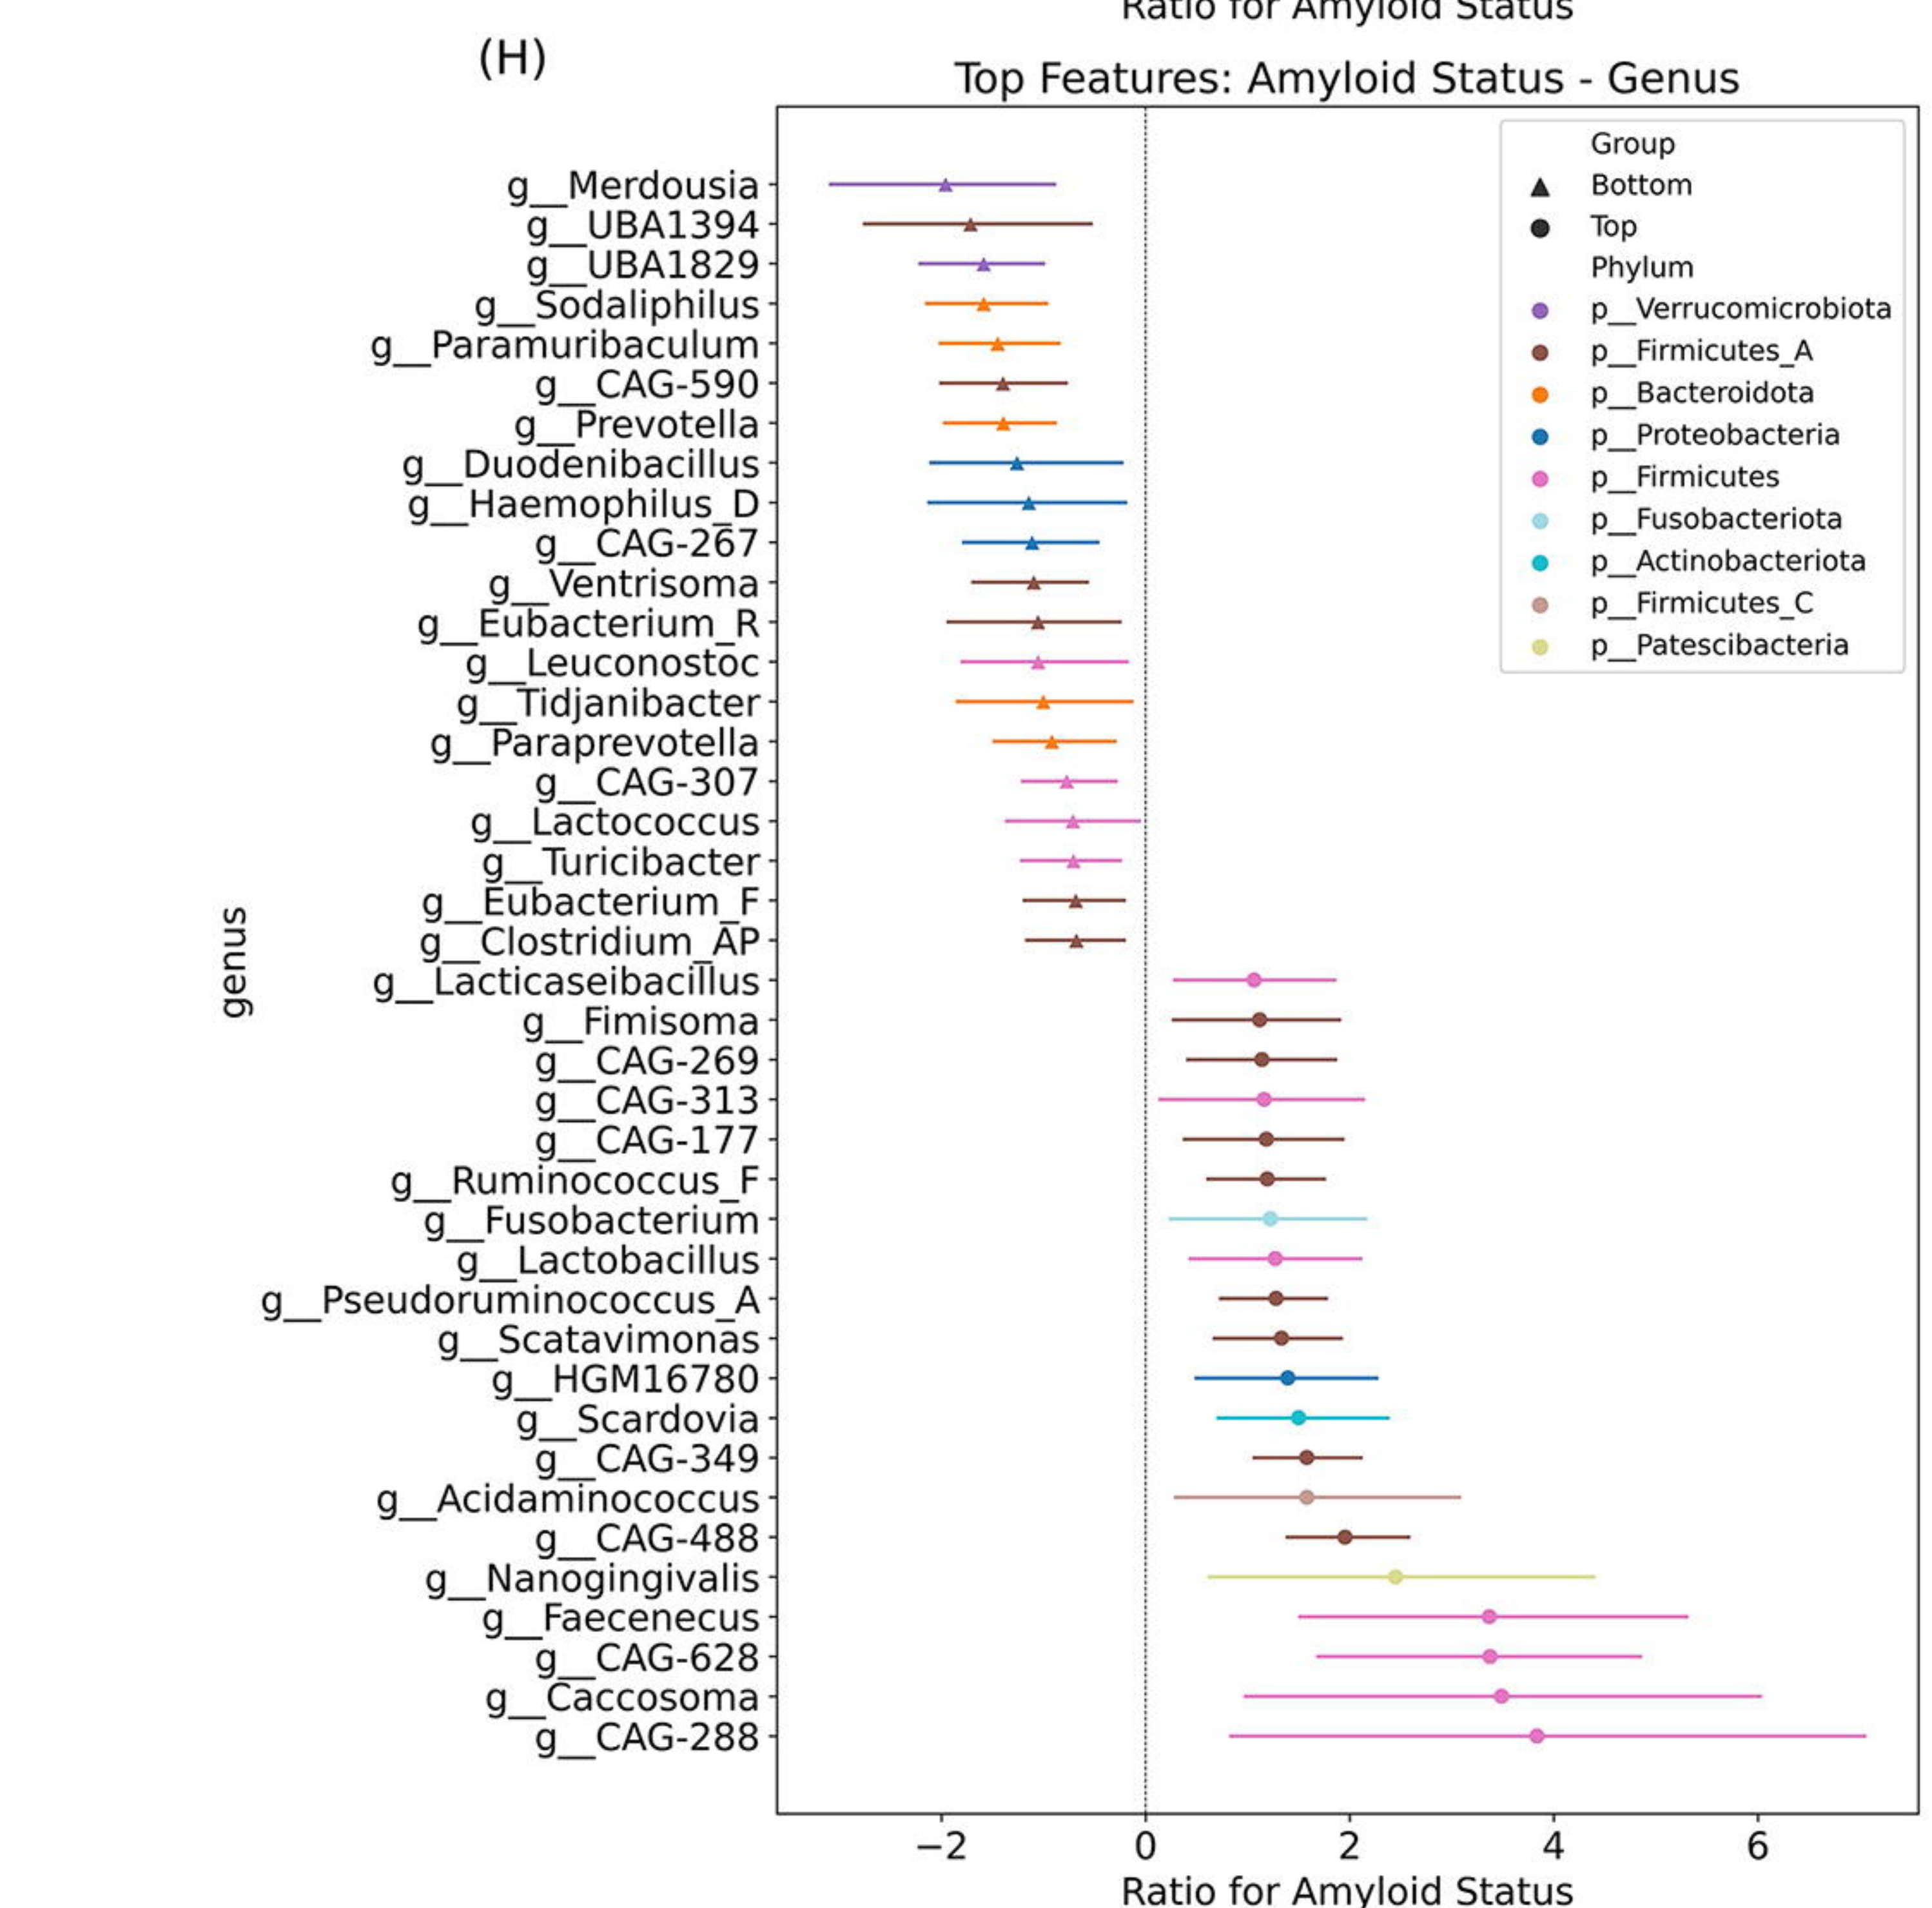 Ratio for Amyloid Status
(H)
Top Features: Amyloid Status - Genus
Group
Bottom
Top
Phylum
p__Verrucomicrobiota
p__Firmicutes_A
p__Bacteroidota
p__Proteobacteria
p__Firmicutes
p__Fusobacteriota
p__Actinobacteriota
p__Firmicutes_C
p__Patescibacteria
genus
g__Merdousia
g__UBA1394
g__UBA1829
g__Sodaliphilus
g__Paramuribaculum
g__CAG-590
g__Prevotella
g__Duodenibacillus
g__Haemophilus_D
g__CAG-267
g__Ventrisoma
g__Eubacterium_R
g__Leuconostoc
g__Tidjanibacter
g__Paraprevotella
g__CAG-307
g__Lactococcus
g__Turicibacter
g__Eubacterium_F
g__Clostridium_AP
g__Lacticaseibacillus
g__Fimisoma
g__CAG-269
g__CAG-313
g__CAG-177
g__Ruminococcus_F
g__Fusobacterium
g__Lactobacillus
g__Pseudoruminococcus_A
g__Scatavimonas
g__HGM16780
g__Scardovia
g__CAG-349
g__Acidaminococcus
g__CAG-488
g__Nanogingivalis
g__Faecenecus
g__CAG-628
g__Caccosoma
g__CAG-288
−2 0 2 4 6
Ratio for Amyloid Status